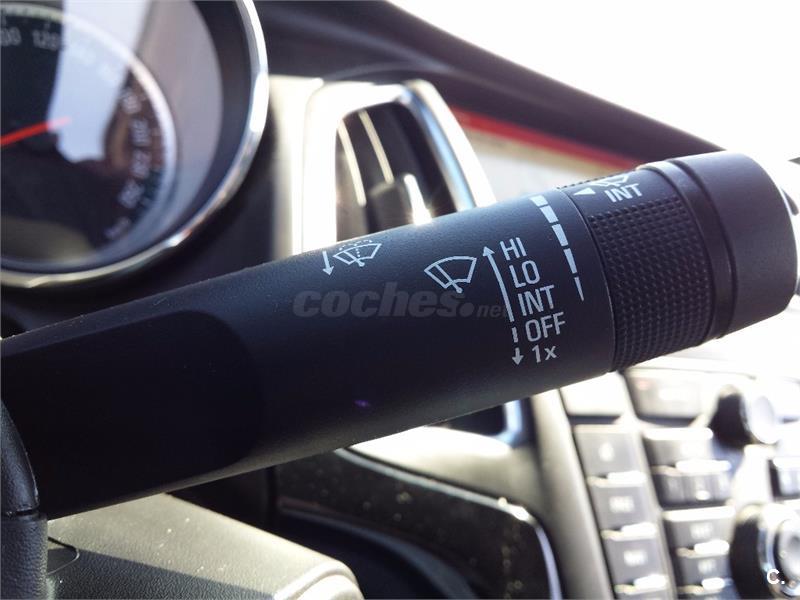 INT
HI
LO
INT
OFF
1x
coches.net
C.